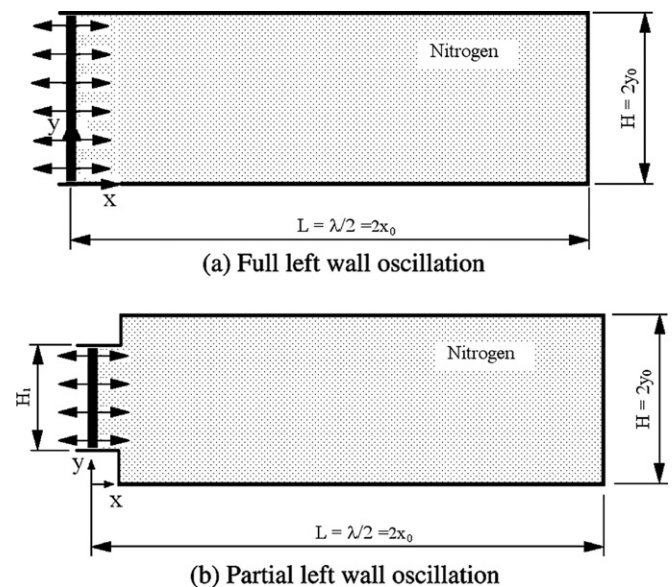 Nitrogen
H = 2y₀
y
x
L = λ/2 =2x₀
(a) Full left wall oscillation
Nitrogen
H₁
H = 2y₀
y
x
L = λ/2 =2x₀
(b) Partial left wall oscillation